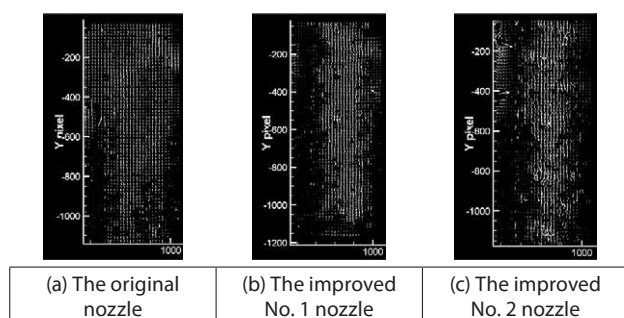 -200
-400
-600
-800
-1000
Y pixel
1000
-200
-400
-600
-800
-1000
-1200
Y pixel
1000
-200
-400
-600
-800
-1000
Y pixel
1000
(a) The original
nozzle
(b) The improved
No. 1 nozzle
(c) The improved
No. 2 nozzle